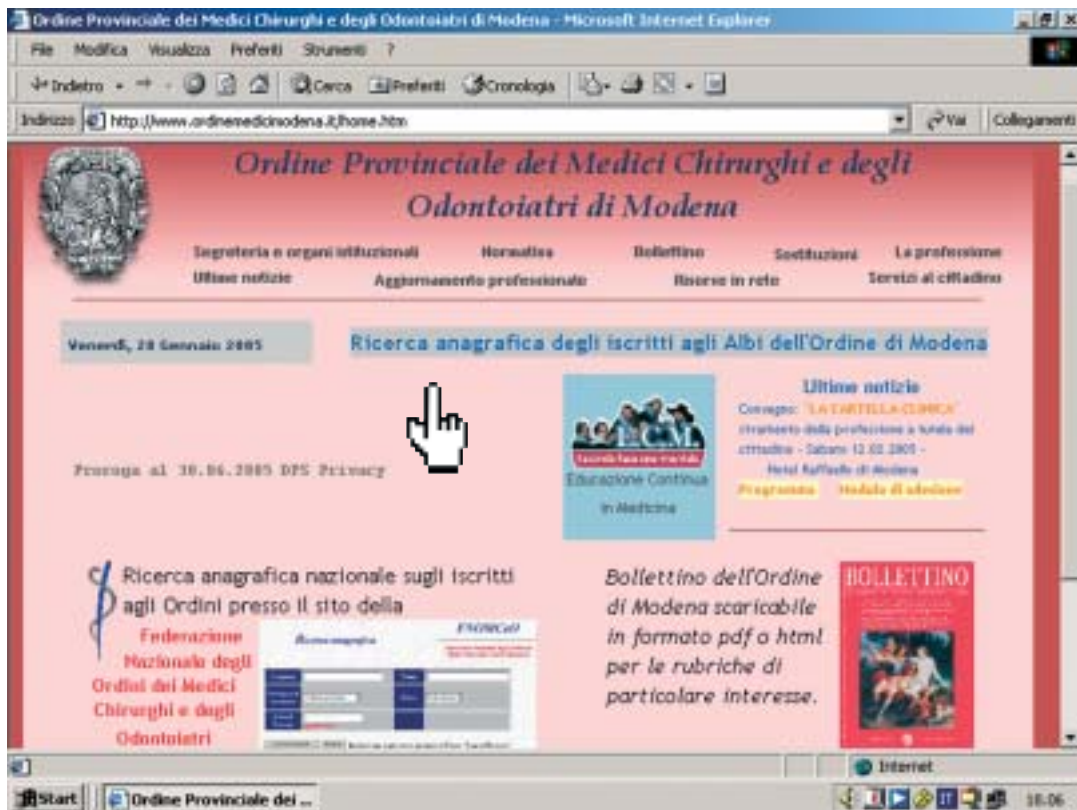 Ordine Provinciale dei Medici Chirurghi e degli Odontoiatri di Modena - Microsoft Internet Explorer
File Modifica Visualizza Preferiti Strumenti ?
Indietro Cerca Preferiti Cronologia
Indirizzo http://www.ordinemedicimodena.it/home.htm Vai Collegamenti
Ordine Provinciale dei Medici Chirurghi e degli
Odontoiatri di Modena
Segreteria e organi istituzionali Normativa Bollettino Sostituzioni La professione
Ultime notizie Aggiornamento professionale Risorse in rete Servizi al cittadino
Venerdì, 28 Gennaio 2005 Ricerca anagrafica degli iscritti agli Albi dell'Ordine di Modena
Ultime notizie
Convegno: "LA CARTELLA CLINICA"
strumento della professione a tutela del
cittadino - Sabato 12.02.2005 -
Hotel Raffaello di Modena
Programma Modulo di adesione
E.C.M.
Educazione Continua
in Medicina
Proroga al 30.06.2005 DPS Privacy
Ricerca anagrafica nazionale sugli iscritti
agli Ordini presso il sito della
Federazione
Nazionale degli
Ordini dei Medici
Chirurghi e degli
Odontoiatri
Ricerca anagrafica
FNOMCeO
Bollettino dell'Ordine
di Modena scaricabile
in formato pdf o html
per le rubriche di
particolare interesse.
BOLLETTINO
Internet
Start Ordine Provinciale dei ... IT 18.06